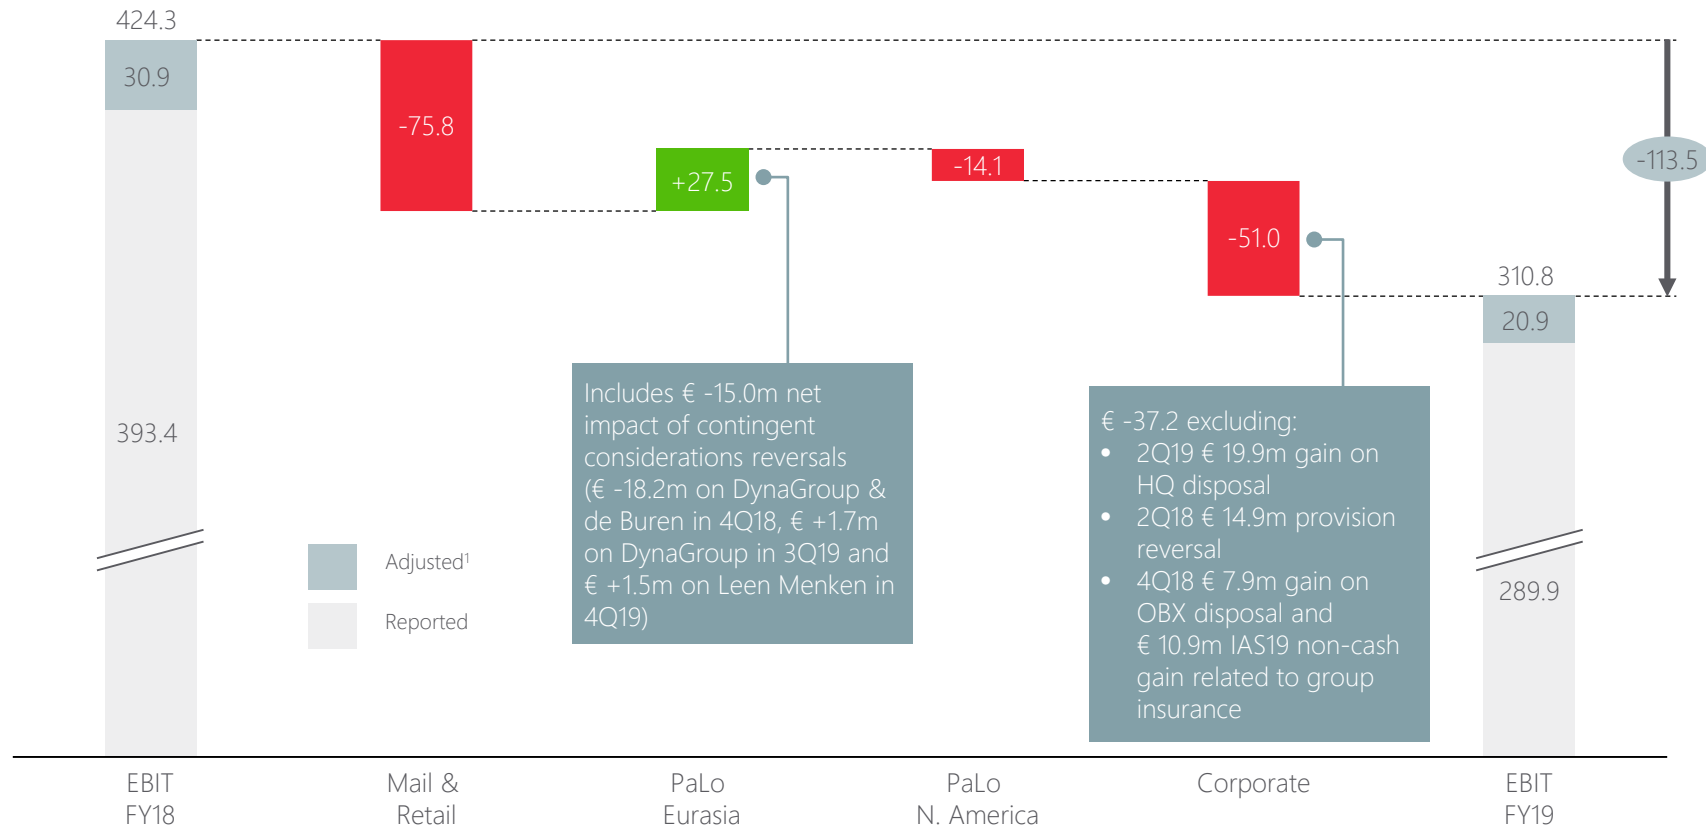 424.3
30.9
393.4
-75.8
+27.5
-14.1
-51.0
-113.5
310.8
20.9
289.9
Includes € -15.0m net
impact of contingent
considerations reversals
(€ -18.2m on DynaGroup &
de Buren in 4Q18, € +1.7m
on DynaGroup in 3Q19 and
€ +1.5m on Leen Menken in
4Q19)
€ -37.2 excluding:
• 2Q19 € 19.9m gain on
HQ disposal
• 2Q18 € 14.9m provision
reversal
• 4Q18 € 7.9m gain on
OBX disposal and
€ 10.9m IAS19 non-cash
gain related to group
insurance
Adjusted¹
Reported
EBIT
FY18
Mail &
Retail
PaLo
Eurasia
PaLo
N. America
Corporate
EBIT
FY19